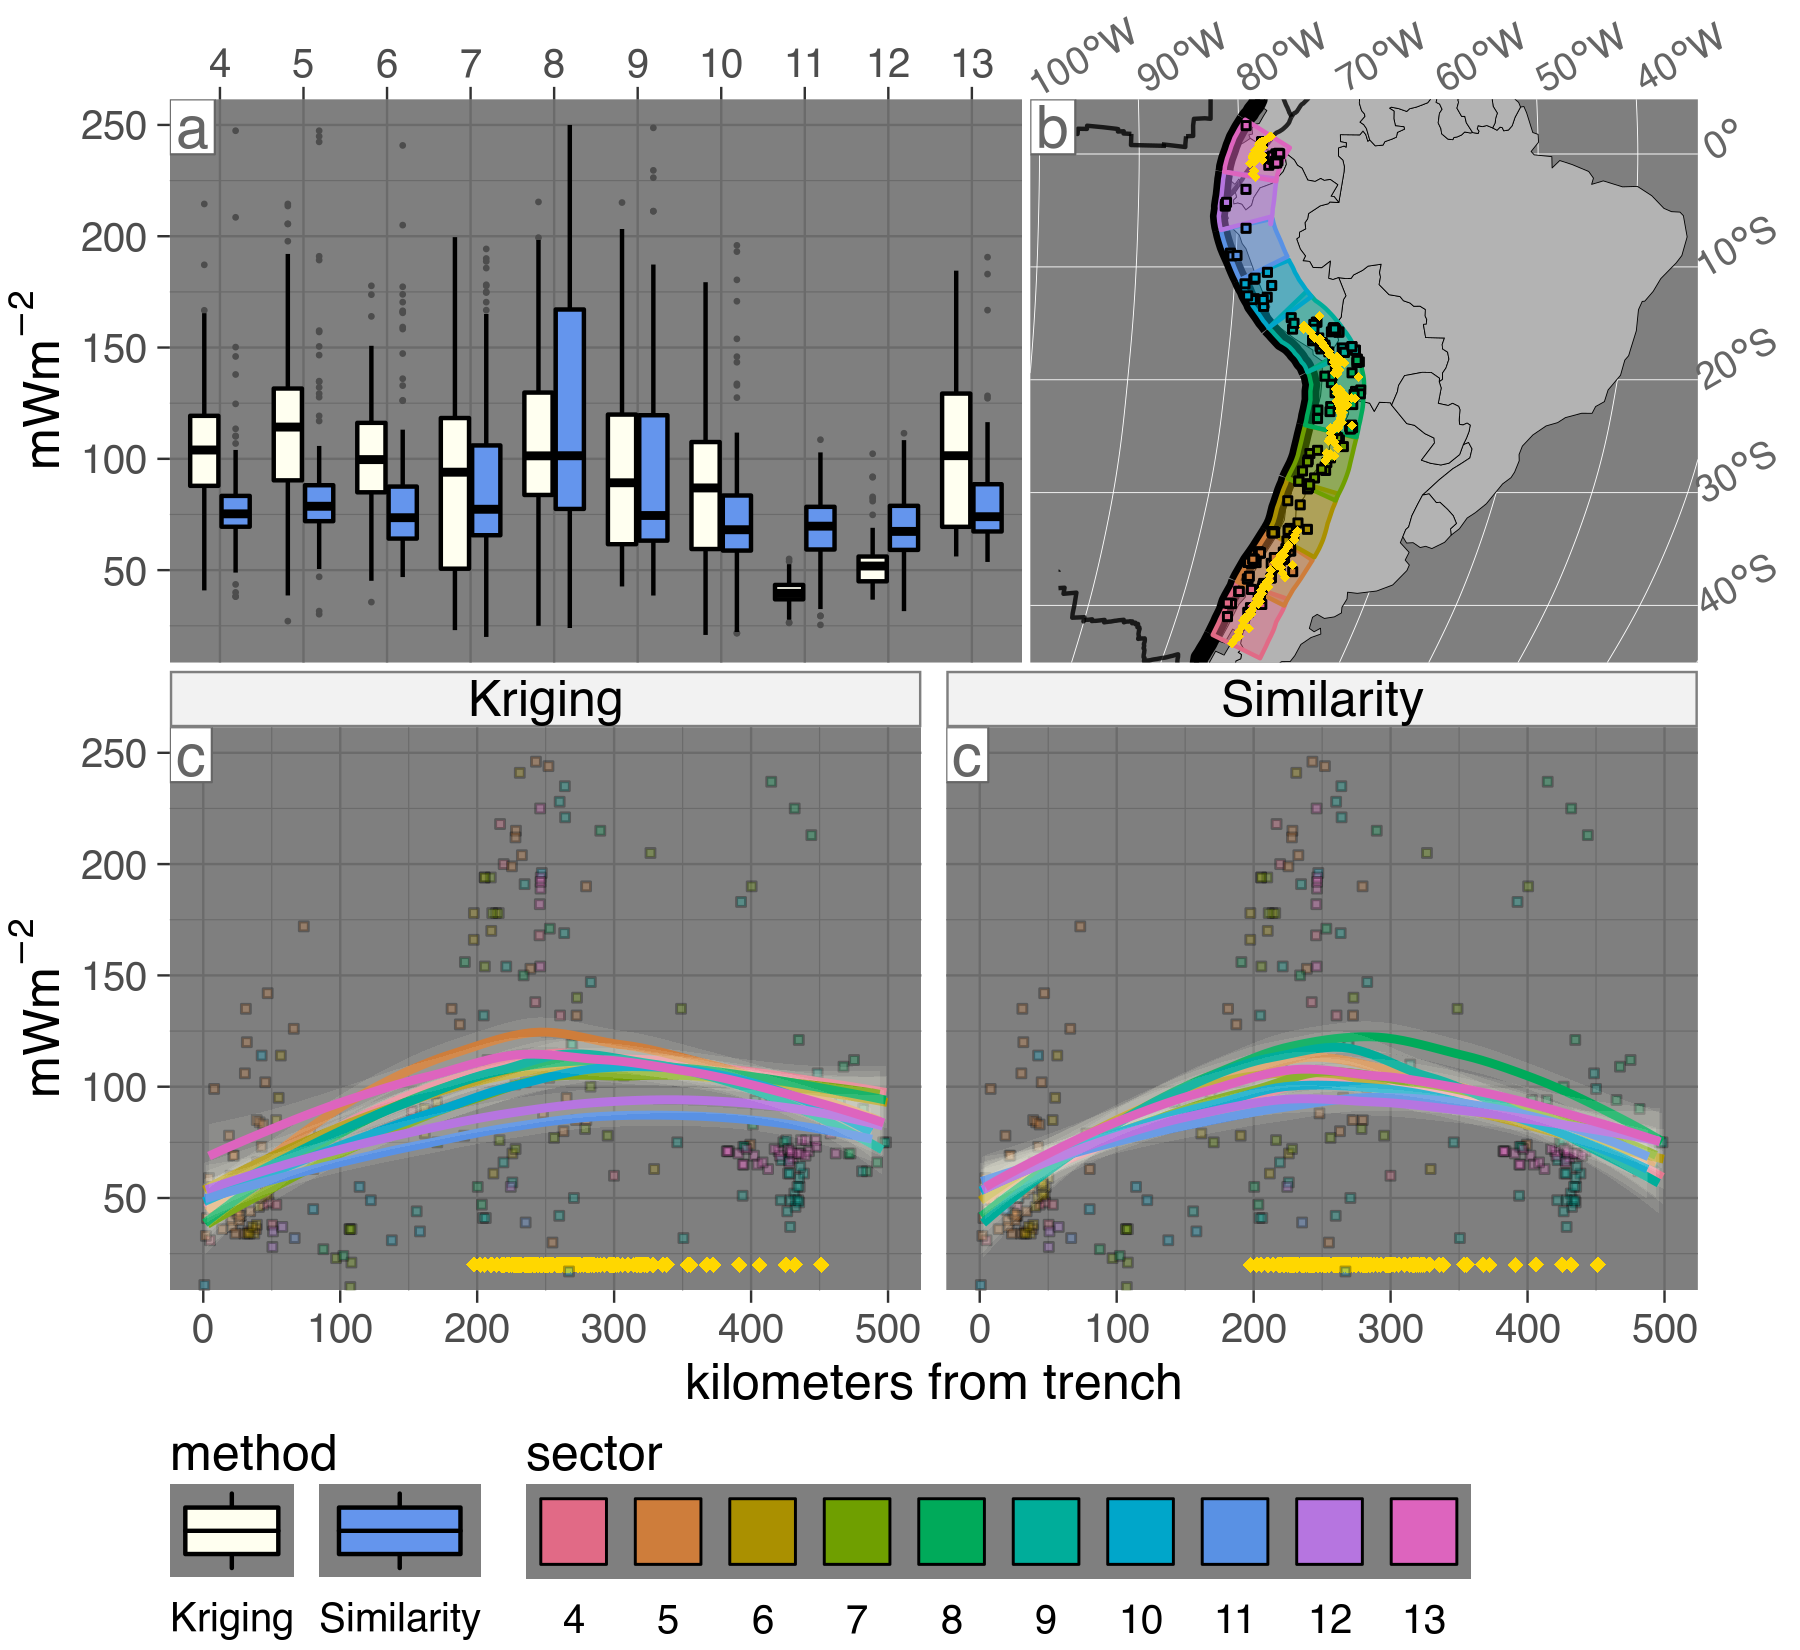 4 5 6 7 8 9 10 11 12 13
100°W 90°W 80°W 70°W 60°W 50°W 40°W
a
b
250
200
150
100
50
mWm−2
0°
10°S
20°S
30°S
40°S
Kriging
Similarity
c
c
250
200
150
100
50
mWm−2
0 100 200 300 400 500
0 100 200 300 400 500
kilometers from trench
method
sector
Kriging Similarity
4 5 6 7 8 9 10 11 12 13